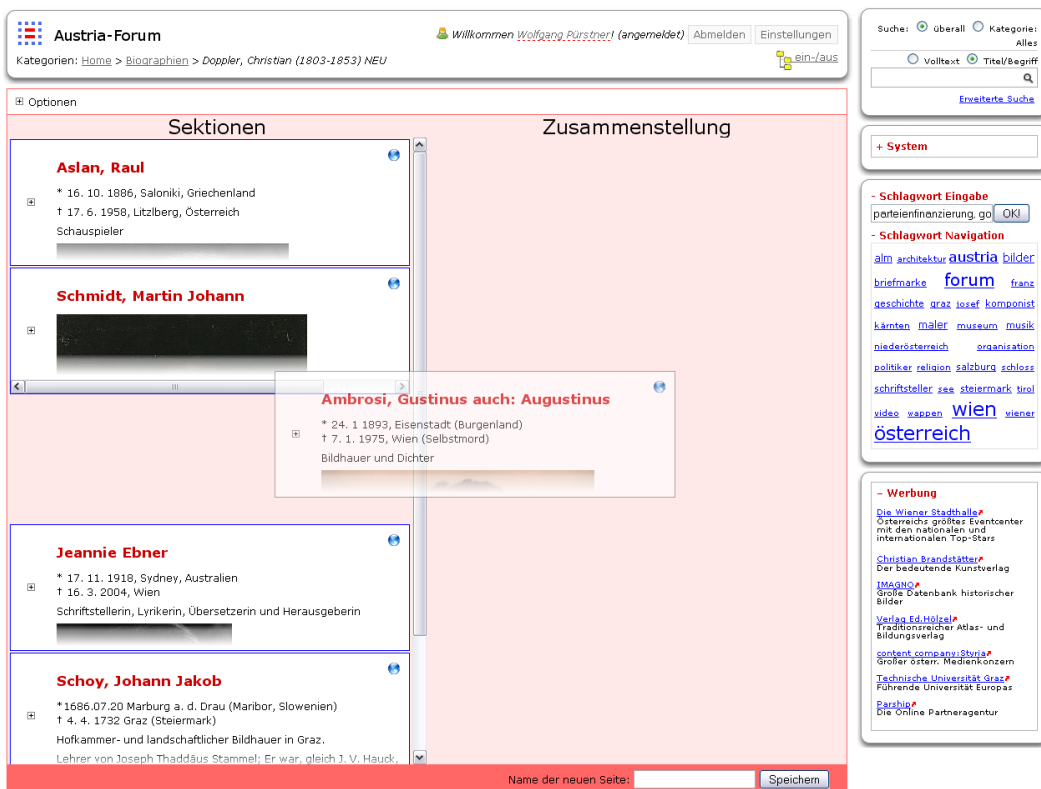 Austria-Forum
Willkommen Wolfgang Pürstner! (angemeldet) Abmelden Einstellungen
Kategorien: Home > Biographien > Doppler, Christian (1803-1853) NEU
ein-/aus
Optionen
Sektionen
Zusammenstellung
Aslan, Raul
* 16. 10. 1886, Saloniki, Griechenland
† 17. 6. 1958, Litzlberg, Österreich
Schauspieler
Schmidt, Martin Johann
Ambrosi, Gustinus auch: Augustinus
* 24. 1 1893, Eisenstadt (Burgenland)
† 7. 1. 1975, Wien (Selbstmord)
Bildhauer und Dichter
Jeannie Ebner
* 17. 11. 1918, Sydney, Australien
† 16. 3. 2004, Wien
Schriftstellerin, Lyrikerin, Übersetzerin und Herausgeberin
Schoy, Johann Jakob
*1686.07.20 Marburg a. d. Drau (Maribor, Slowenien)
† 4. 4. 1732 Graz (Steiermark)
Hofkammer- und landschaftlicher Bildhauer in Graz.
Lehrer von Joseph Thaddäus Stammel; Er war, gleich J. V. Hauck,
Name der neuen Seite: Speichern
Suche: überall Kategorie:
Alles
Volltext Titel/Begriff
Erweiterte Suche
+ System
- Schlagwort Eingabe
parteienfinanzierung, go OK!
- Schlagwort Navigation
alm architektur austria bilder
briefmarke forum franz
geschichte graz josef komponist
kärnten maler museum musik
niederösterreich organisation
politiker religion salzburg schloss
schriftsteller see steiermark tirol
video wappen wien wiener
österreich
- Werbung
Die Wiener Stadthalle
Österreichs größtes Eventcenter
mit den nationalen und
internationalen Top-Stars
Christian Brandstätter
Der bedeutende Kunstverlag
IMAGNO
Große Datenbank historischer
Bilder
Verlag Ed.Hölzel
Traditionsreicher Atlas- und
Bildungsverlag
content company:Styria
Großer österr. Medienkonzern
Technische Universität Graz
Führende Universität Europas
Parship
Die Online Partneragentur